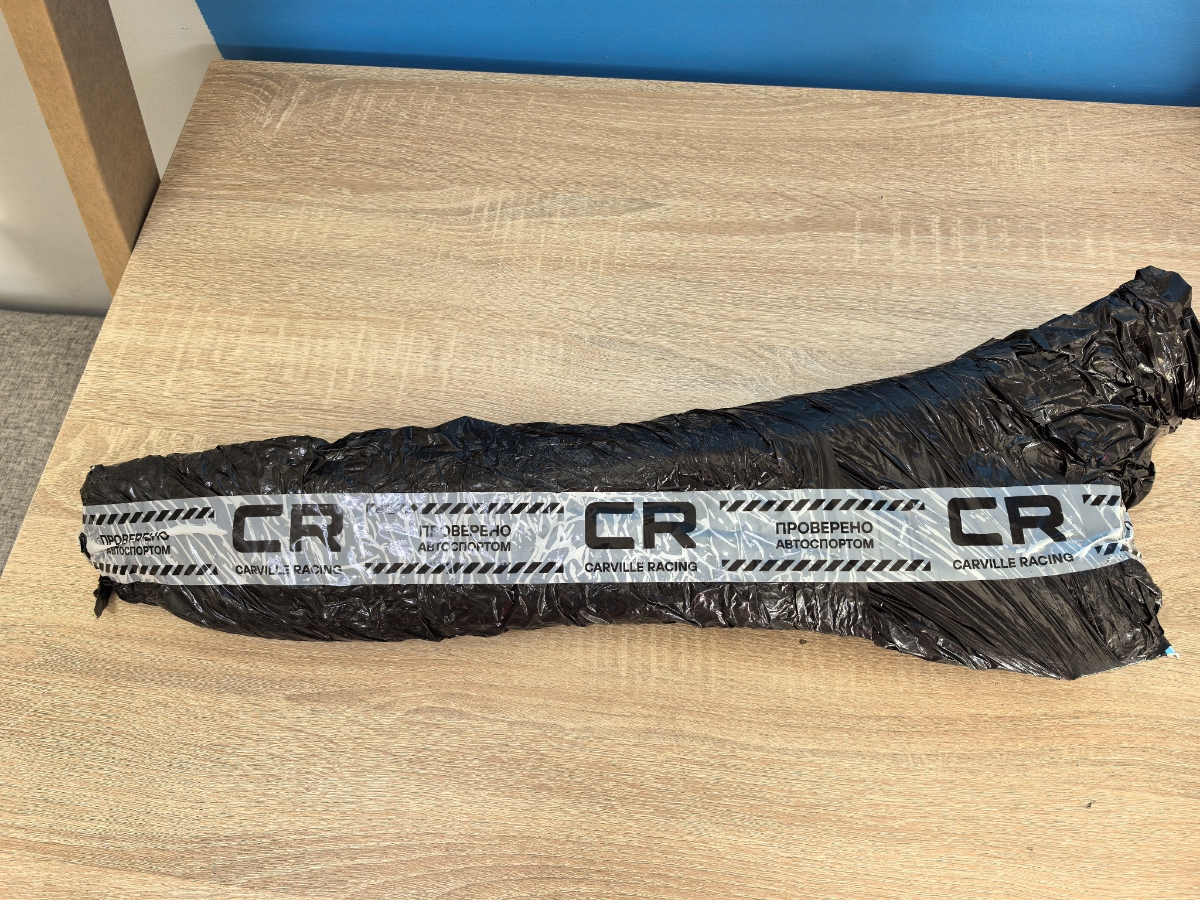 ПРОВЕРЕНО
АВТОСПОРТОМ
CR
CARVILLE RACING
ПРОВЕРЕНО
АВТОСПОРТОМ
CR
CARVILLE RACING
ПРОВЕРЕНО
АВТОСПОРТОМ
CR
CARVILLE RACING